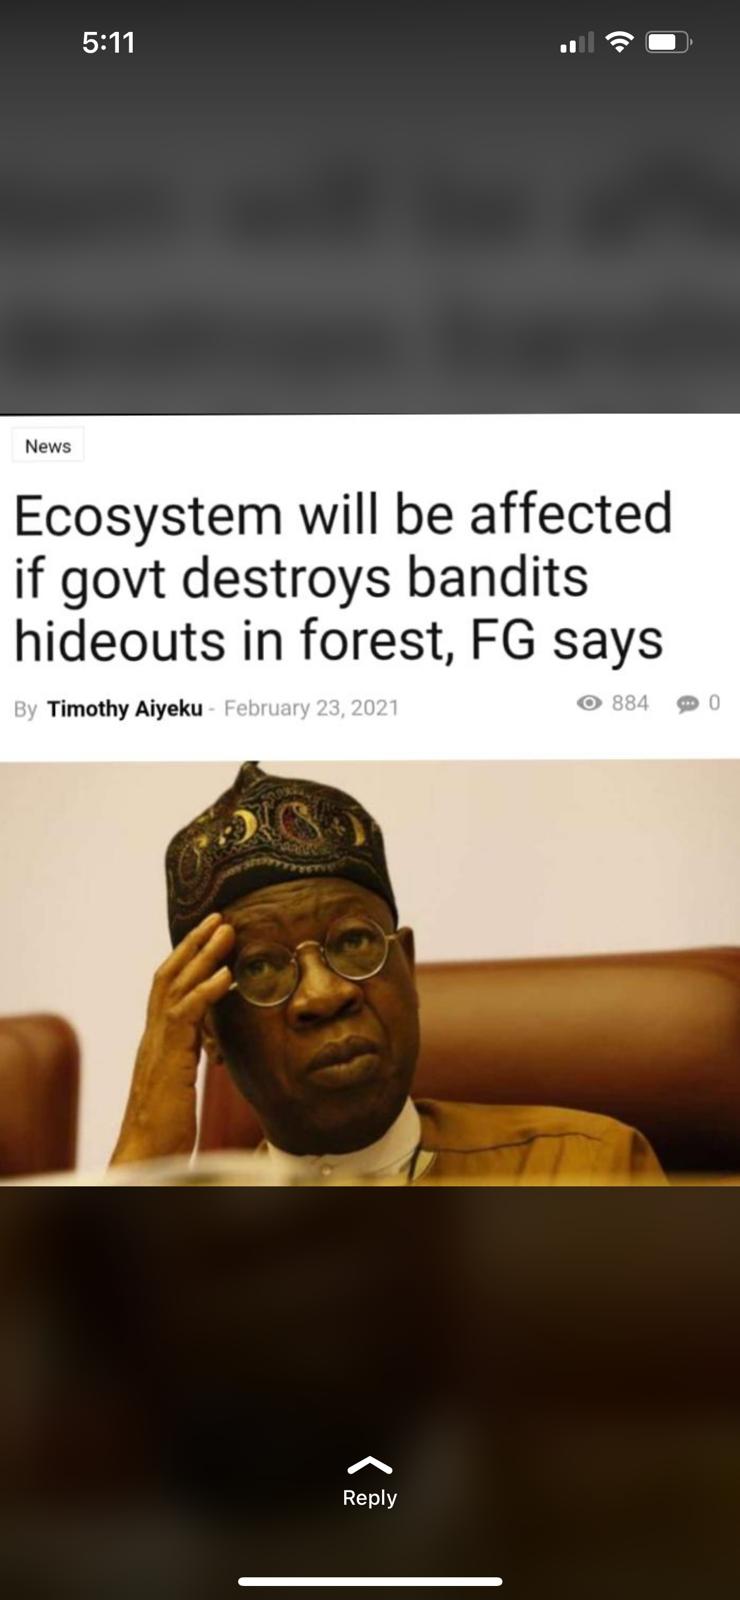 5:11
News
Ecosystem will be affected
if govt destroys bandits
hideouts in forest, FG says
By Timothy Aiyeku - February 23, 2021 884 0
Reply